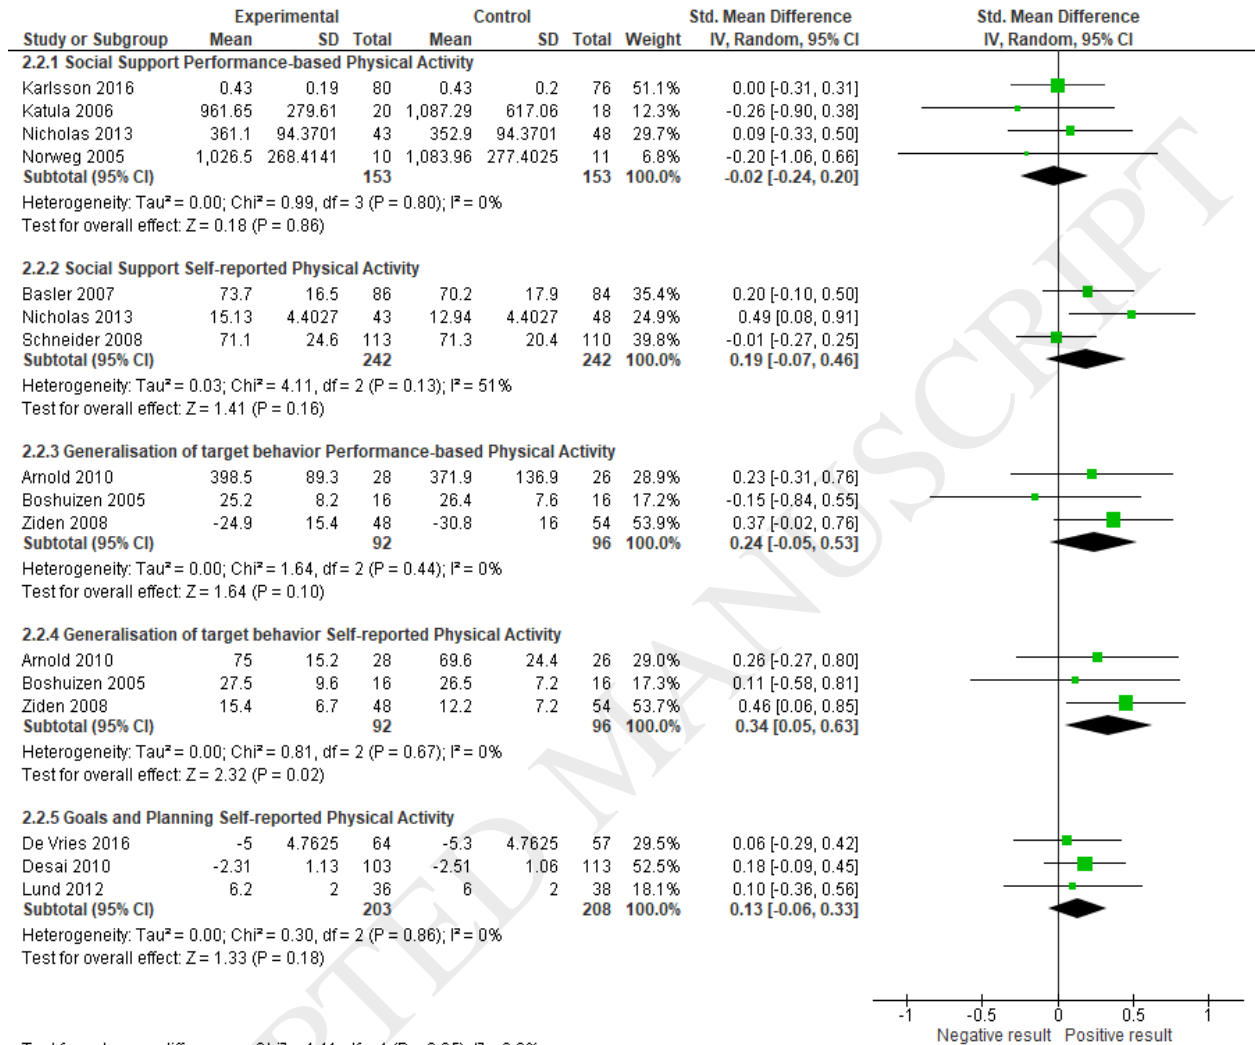 Experimental Control Std. Mean Difference Std. Mean Difference
Study or Subgroup Mean SD Total Mean SD Total Weight IV, Random, 95% CI IV, Random, 95% CI
2.2.1 Social Support Performance-based Physical Activity
Karlsson 2016 0.43 0.19 80 0.43 0.2 76 51.1% 0.00 [-0.31, 0.31]
Katula 2006 961.65 279.61 20 1,087.29 617.06 18 12.3% -0.26 [-0.90, 0.38]
Nicholas 2013 361.1 94.3701 43 352.9 94.3701 48 29.7% 0.09 [-0.33, 0.50]
Norweg 2005 1,026.5 268.4141 10 1,083.96 277.4025 11 6.8% -0.20 [-1.06, 0.66]
Subtotal (95% CI) 153 153 100.0% -0.02 [-0.24, 0.20]
Heterogeneity: Tau² = 0.00; Chi² = 0.99, df = 3 (P = 0.80); I² = 0%
Test for overall effect: Z = 0.18 (P = 0.86)
2.2.2 Social Support Self-reported Physical Activity
Basler 2007 73.7 16.5 86 70.2 17.9 84 35.4% 0.20 [-0.10, 0.50]
Nicholas 2013 15.13 4.4027 43 12.94 4.4027 48 24.9% 0.49 [0.08, 0.91]
Schneider 2008 71.1 24.6 113 71.3 20.4 110 39.8% -0.01 [-0.27, 0.25]
Subtotal (95% CI) 242 242 100.0% 0.19 [-0.07, 0.46]
Heterogeneity: Tau² = 0.03; Chi² = 4.11, df = 2 (P = 0.13); I² = 51%
Test for overall effect: Z = 1.41 (P = 0.16)
2.2.3 Generalisation of target behavior Performance-based Physical Activity
Arnold 2010 398.5 89.3 28 371.9 136.9 26 28.9% 0.23 [-0.31, 0.76]
Boshuizen 2005 25.2 8.2 16 26.4 7.6 16 17.2% -0.15 [-0.84, 0.55]
Ziden 2008 -24.9 15.4 48 -30.8 16 54 53.9% 0.37 [-0.02, 0.76]
Subtotal (95% CI) 92 96 100.0% 0.24 [-0.05, 0.53]
Heterogeneity: Tau² = 0.00; Chi² = 1.64, df = 2 (P = 0.44); I² = 0%
Test for overall effect: Z = 1.64 (P = 0.10)
2.2.4 Generalisation of target behavior Self-reported Physical Activity
Arnold 2010 75 15.2 28 69.6 24.4 26 29.0% 0.26 [-0.27, 0.80]
Boshuizen 2005 27.5 9.6 16 26.5 7.2 16 17.3% 0.11 [-0.58, 0.81]
Ziden 2008 15.4 6.7 48 12.2 7.2 54 53.7% 0.46 [0.06, 0.85]
Subtotal (95% CI) 92 96 100.0% 0.34 [0.05, 0.63]
Heterogeneity: Tau² = 0.00; Chi² = 0.81, df = 2 (P = 0.67); I² = 0%
Test for overall effect: Z = 2.32 (P = 0.02)
2.2.5 Goals and Planning Self-reported Physical Activity
De Vries 2016 -5 4.7625 64 -5.3 4.7625 57 29.5% 0.06 [-0.29, 0.42]
Desai 2010 -2.31 1.13 103 -2.51 1.06 113 52.5% 0.18 [-0.09, 0.45]
Lund 2012 6.2 2 36 6 2 38 18.1% 0.10 [-0.36, 0.56]
Subtotal (95% CI) 203 208 100.0% 0.13 [-0.06, 0.33]
Heterogeneity: Tau² = 0.00; Chi² = 0.30, df = 2 (P = 0.86); I² = 0%
Test for overall effect: Z = 1.33 (P = 0.18)
-1 -0.5 0 0.5 1
Negative result Positive result
PTED MANUSCRIPT